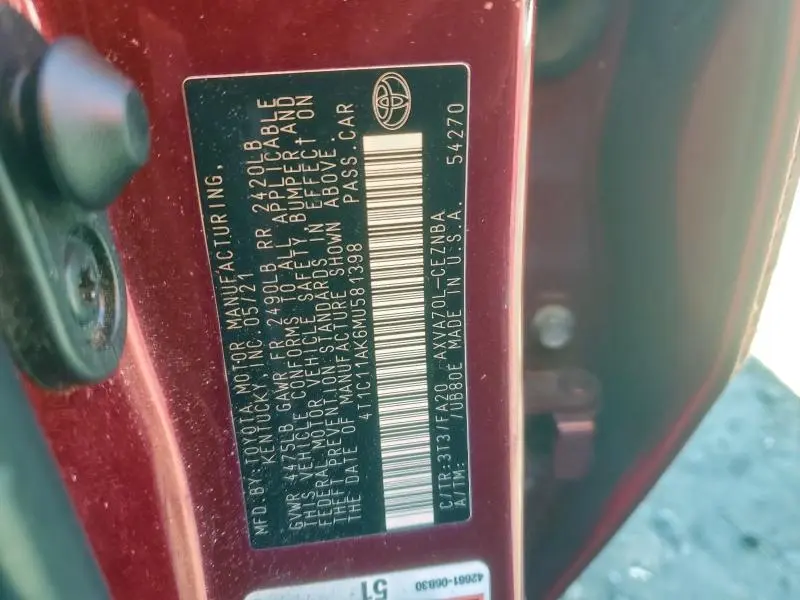 MFD. BY: TOYOTA MOTOR MANUFACTURING,
KENTUCKY, INC. 05/21
GVWR 4475LB GAWR FR 2490LB RR 2420LB
THIS VEHICLE CONFORMS TO ALL APPLICABLE
FEDERAL MOTOR VEHICLE SAFETY, BUMPER AND
THEFT PREVENTION STANDARDS IN EFFECT ON
THE DATE OF MANUFACTURE SHOWN ABOVE.
4T1C11AK6MU581398 PASS. CAR
C/TR:3T3/FA20 AXVA70L-CEZNBA
A/TM: /UB80E MADE IN U.S.A. 54270
42661-06B30
51